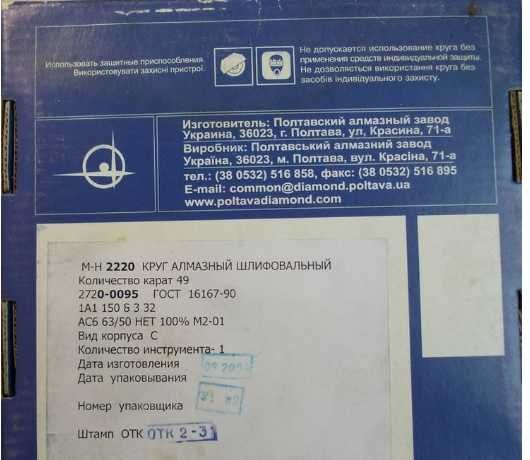 Использовать защитные приспособления.
Використовувати захисні пристрої.
Не допускается использование круга без
применения средств индивидуальной защиты.
Не дозволяється використання круга без
засобів індивідуального захисту.
Изготовитель: Полтавский алмазный завод
Украина, 36023, г. Полтава, ул, Красина, 71-а
Виробник: Полтавський алмазний завод
Україна, 36023, м. Полтава, вул. Красіна, 71-а
тел.: (38 0532) 516 858, факс: (38 0532) 516 895
E-mail: common@diamond.poltava.ua
www.poltavadiamond.com
М-Н 2220 КРУГ АЛМАЗНЫЙ ШЛИФОВАЛЬНЫЙ
Количество карат 49
2720-0095 ГОСТ 16167-90
1А1 150 6 3 32
АС6 63/50 НЕТ 100% М2-01
Вид корпуса С
Количество инструмента- 1
Дата изготовления
Дата упаковывания
Номер упаковщика
Штамп ОТК ОТК 2-31